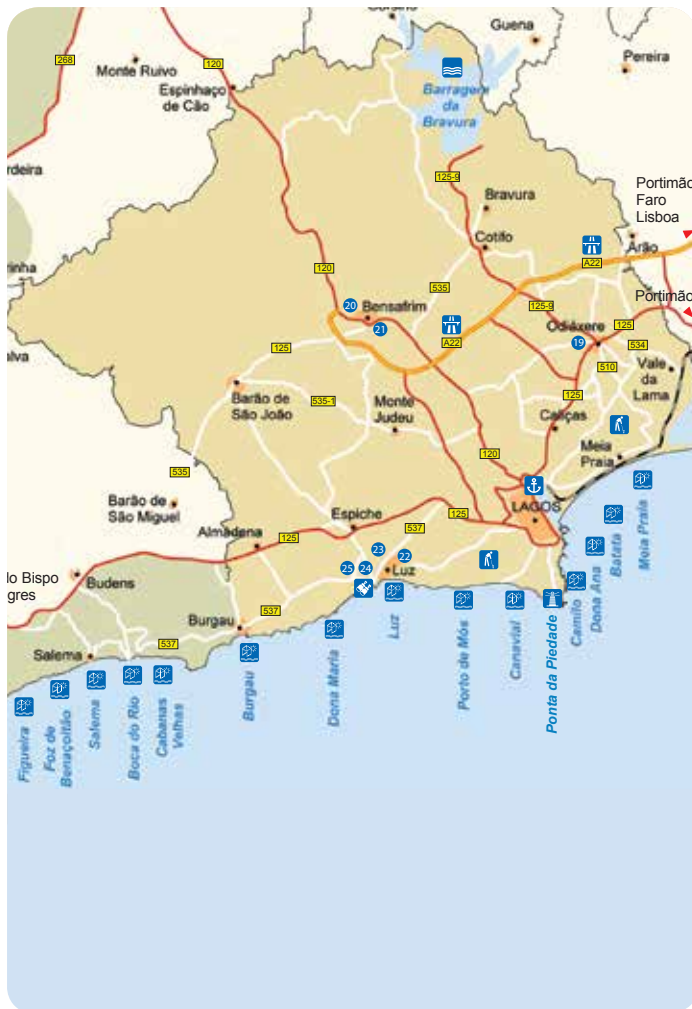 Guena
268
Monte Ruivo
120
Espinhaço
de Cão
Pereira
Barragem
da
Bravura
rdeira
125-9
Bravura
Portimão
Faro
Lisboa
Cotifo
Arão
A22
rinha
120
535
20
Bensafrim
21
125-9
Portimão
A22
Odiáxere
125
19
534
alva
125
510
Vale
da
Lama
Barão de
São João
535-1
Monte
Judeu
125
Caliças
Meia
Praia
120
535
Barão de
São Miguel
LAGOS
Espiche
125
Almádena
125
537
23
22
25
24
Luz
do Bispo
gres
Budens
Burgau
537
537
Salema
Meia Praia
Batata
Dona Ana
Camilo
Ponta da Piedade
Canavial
Porto de Mós
Luz
Dona Maria
Burgau
Cabanas
Velhas
Boca do Rio
Salema
Foz de
Benaçoitão
Figueira